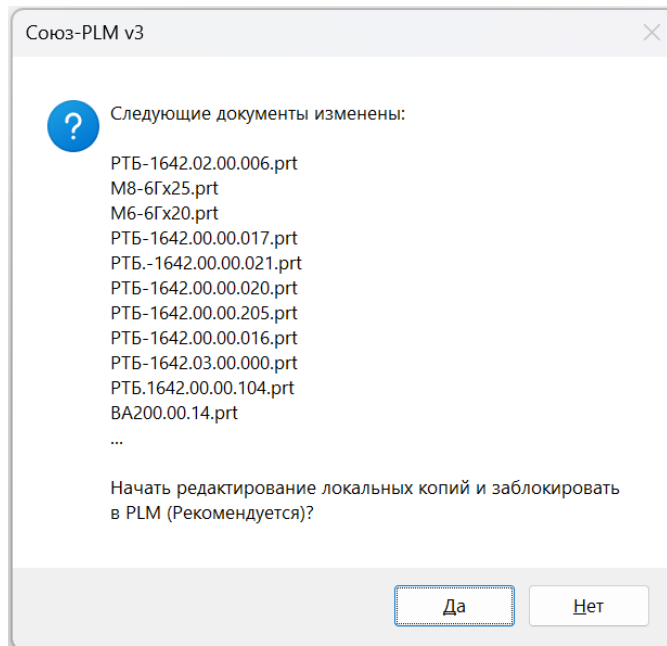 Союз-PLM v3
Следующие документы изменены:
РТБ-1642.02.00.006.prt
М8-6Гх25.prt
М6-6Гх20.prt
РТБ-1642.00.00.017.prt
РТБ.-1642.00.00.021.prt
РТБ-1642.00.00.020.prt
РТБ-1642.00.00.205.prt
РТБ-1642.00.00.016.prt
РТБ-1642.03.00.000.prt
РТБ.1642.00.00.104.prt
ВА200.00.14.prt
...
Начать редактирование локальных копий и заблокировать
в PLM (Рекомендуется)?
Да
Нет